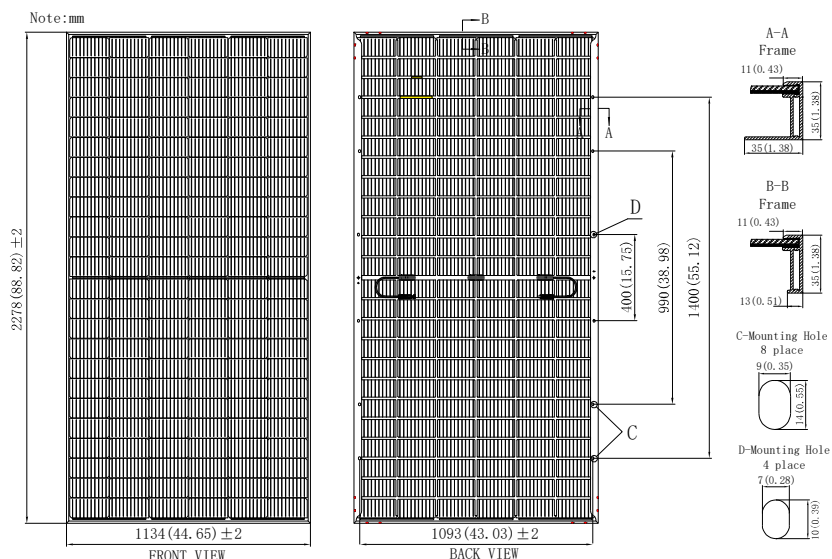 Note:mm
2278(88.82)±2
1134(44.65)±2
FRONT VIEW
B
B
A
A
D
400(15.75)
990(38.98)
1400(55.12)
C
1093(43.03)±2
BACK VIEW
A-A
Frame
11(0.43)
35(1.38)
35(1.38)
B-B
Frame
11(0.43)
35(1.38)
13(0.51)
C-Mounting Hole
8 place
9(0.35)
14(0.55)
D-Mounting Hole
4 place
7(0.28)
10(0.39)